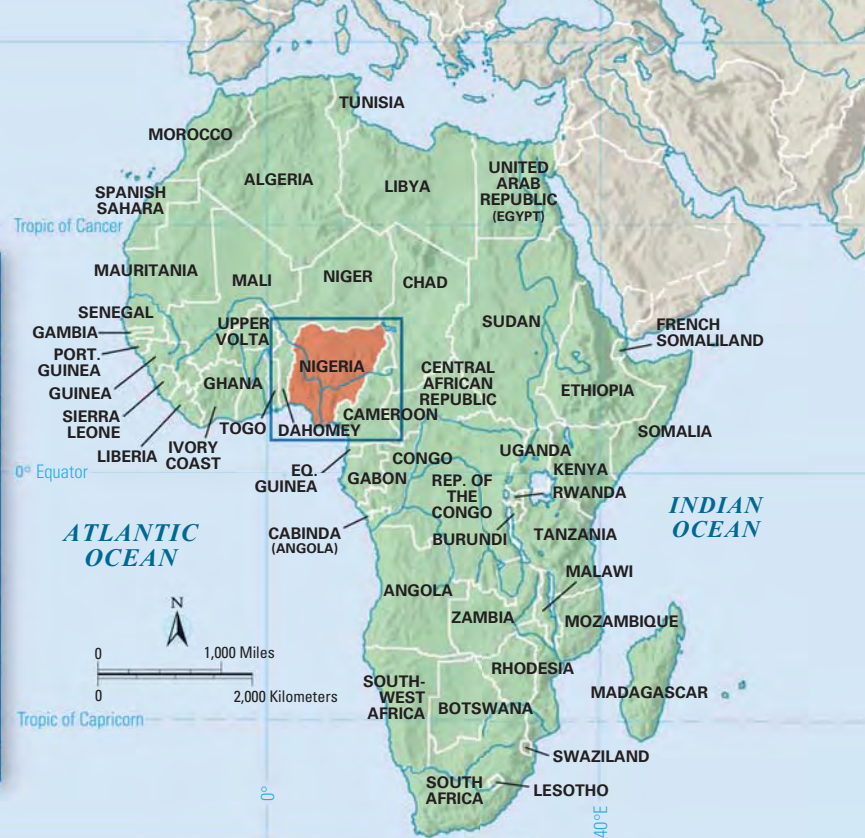 TUNISIA
MOROCCO
ALGERIA
LIBYA
UNITED
ARAB
REPUBLIC
(EGYPT)
SPANISH
SAHARA
Tropic of Cancer
MAURITANIA
MALI
NIGER
CHAD
SUDAN
SENEGAL
GAMBIA
PORT.
GUINEA
GUINEA
SIERRA
LEONE
LIBERIA
IVORY
COAST
UPPER
VOLTA
GHANA
TOGO
DAHOMEY
NIGERIA
CAMEROON
CENTRAL
AFRICAN
REPUBLIC
FRENCH
SOMALILAND
ETHIOPIA
SOMALIA
0° Equator
EQ.
GUINEA
GABON
CONGO
REP. OF
THE
CONGO
UGANDA
KENYA
RWANDA
BURUNDI
TANZANIA
CABINDA
(ANGOLA)
ATLANTIC
OCEAN
INDIAN
OCEAN
ANGOLA
ZAMBIA
MALAWI
MOZAMBIQUE
N
0
1,000 Miles
0
2,000 Kilometers
SOUTH-
WEST
AFRICA
RHODESIA
BOTSWANA
MADAGASCAR
Tropic of Capricorn
SWAZILAND
SOUTH
AFRICA
LESOTHO
0°
40°E